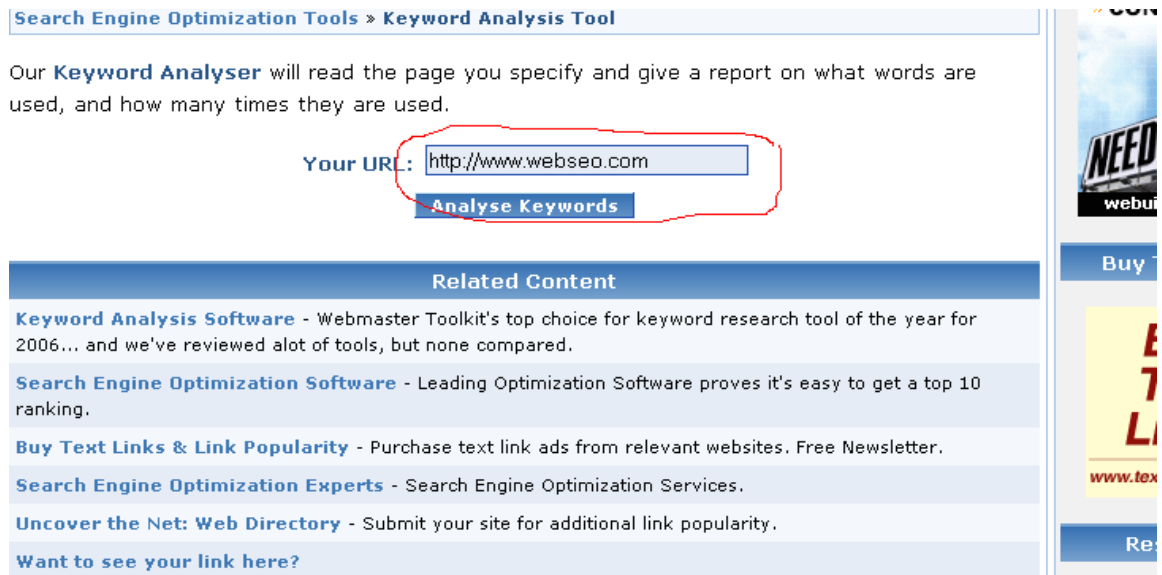 Search Engine Optimization Tools » Keyword Analysis Tool
Our Keyword Analyser will read the page you specify and give a report on what words are
used, and how many times they are used.
Your URL: http://www.webseo.com
Analyse Keywords
Related Content
Keyword Analysis Software - Webmaster Toolkit's top choice for keyword research tool of the year for
2006... and we've reviewed alot of tools, but none compared.
Search Engine Optimization Software - Leading Optimization Software proves it's easy to get a top 10
ranking.
Buy Text Links & Link Popularity - Purchase text link ads from relevant websites. Free Newsletter.
Search Engine Optimization Experts - Search Engine Optimization Services.
Uncover the Net: Web Directory - Submit your site for additional link popularity.
Want to see your link here?
NEED
webui
Buy
www.tex
Res